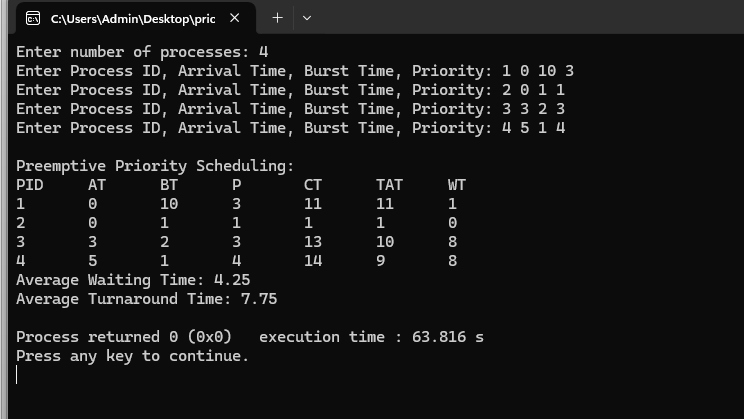 C:\Users\Admin\Desktop\pric
Enter number of processes: 4
Enter Process ID, Arrival Time, Burst Time, Priority: 1 0 10 3
Enter Process ID, Arrival Time, Burst Time, Priority: 2 0 1 1
Enter Process ID, Arrival Time, Burst Time, Priority: 3 3 2 3
Enter Process ID, Arrival Time, Burst Time, Priority: 4 5 1 4
Preemptive Priority Scheduling:
PID AT BT P CT TAT WT
1 0 10 3 11 11 1
2 0 1 1 1 1 0
3 3 2 3 13 10 8
4 5 1 4 14 9 8
Average Waiting Time: 4.25
Average Turnaround Time: 7.75
Process returned 0 (0x0) execution time : 63.816 s
Press any key to continue.